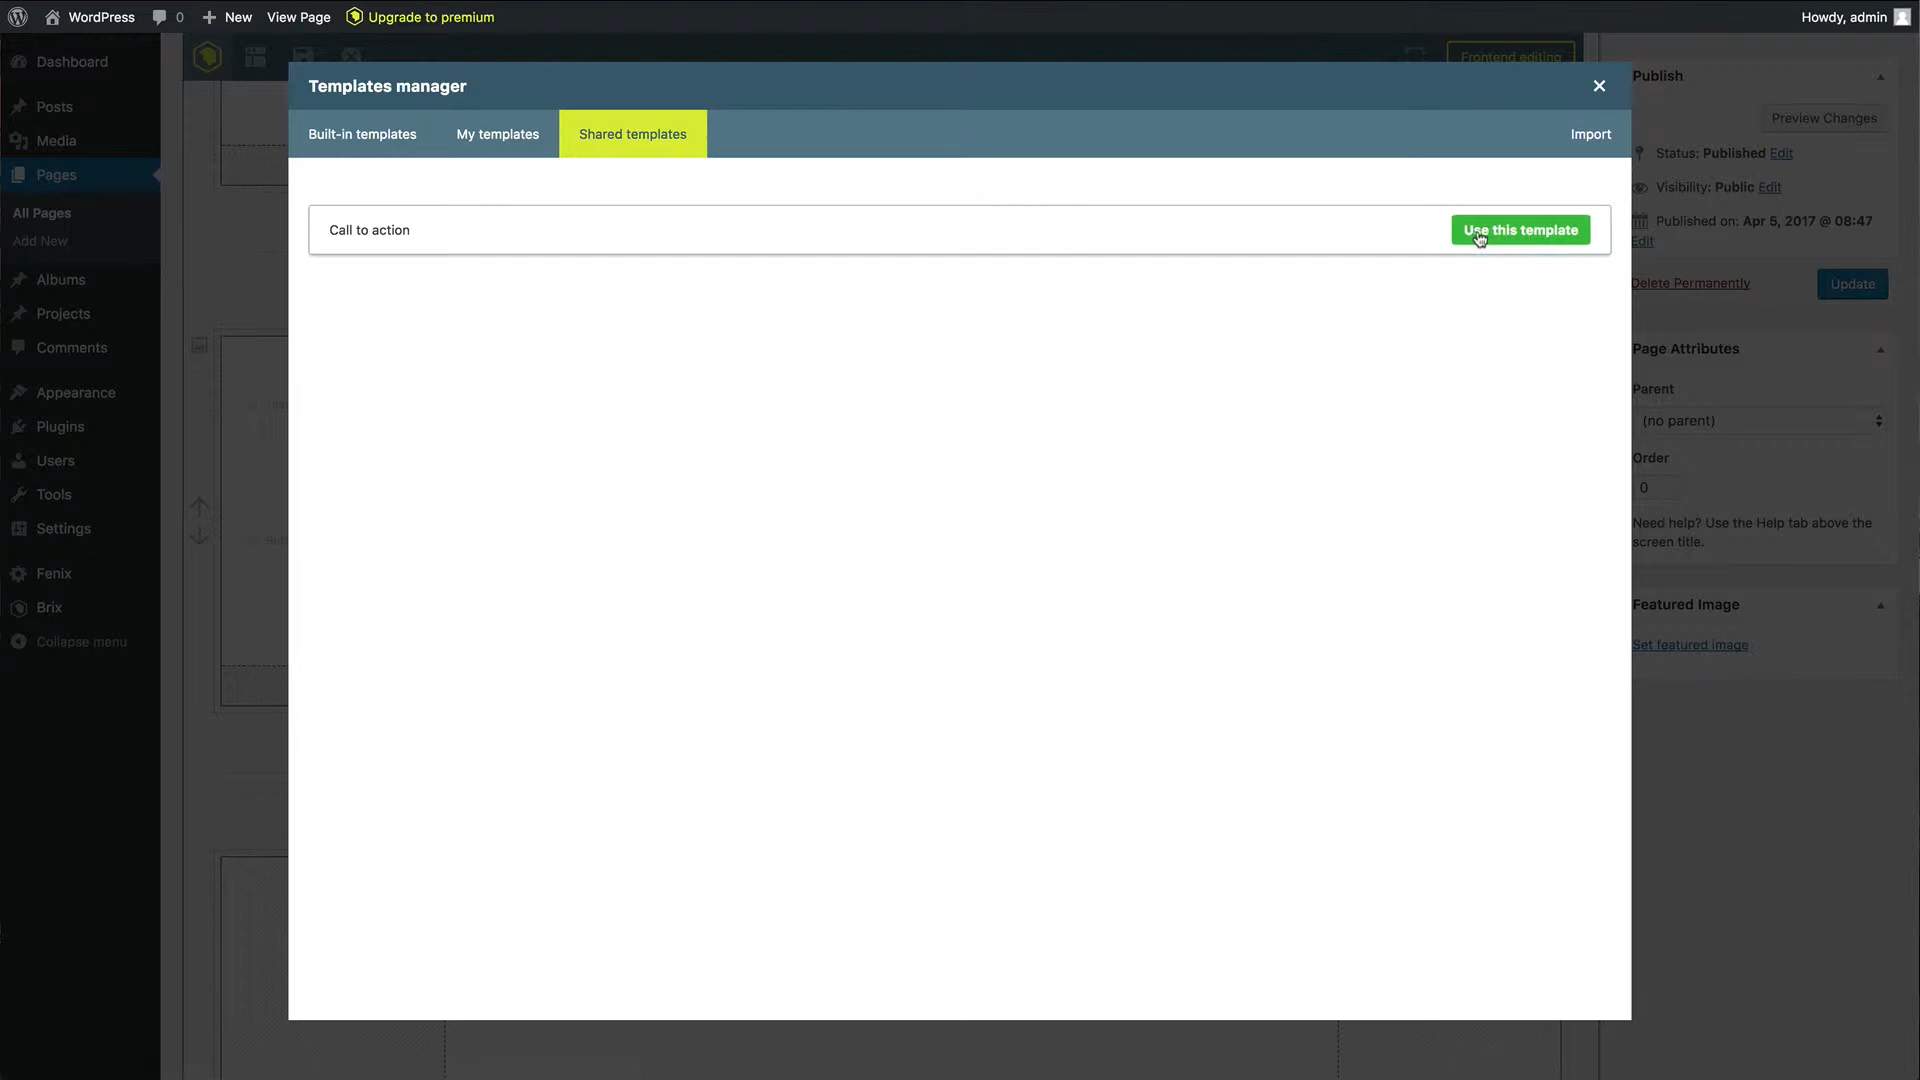 WordPress 0 New View Page Upgrade to premium Howdy, admin
Dashboard
Posts
Media
Pages
All Pages
Add New
Albums
Projects
Comments
Appearance
Plugins
Users
Tools
Settings
Fenix
Brix
Collapse menu
Frontend editing
Templates manager
Built-in templates My templates Shared templates Import
Call to action Use this template
Publish
Preview Changes
Status: Published Edit
Visibility: Public Edit
Published on: Apr 5, 2017 @ 08:47
Edit
Delete Permanently Update
Page Attributes
Parent
(no parent)
Order
0
Need help? Use the Help tab above the
screen title.
Featured Image
Set featured image